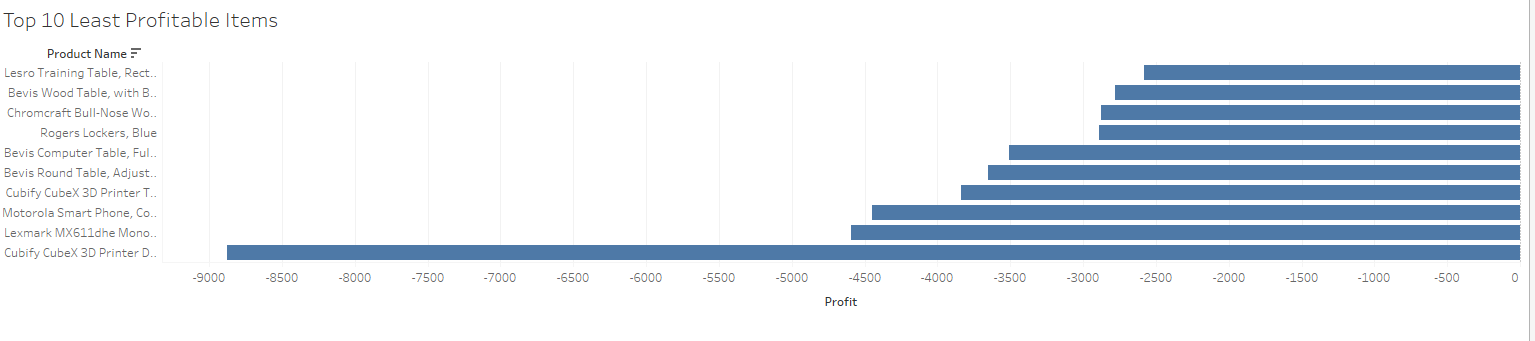 Top 10 Least Profitable Items
Product Name
Lesro Training Table, Rect..
Bevis Wood Table, with B..
Chromcraft Bull-Nose Wo..
Rogers Lockers, Blue
Bevis Computer Table, Ful..
Bevis Round Table, Adjust..
Cubify CubeX 3D Printer T..
Motorola Smart Phone, Co..
Lexmark MX611dhe Mono..
Cubify CubeX 3D Printer D..
-9000 -8500 -8000 -7500 -7000 -6500 -6000 -5500 -5000 -4500 -4000 -3500 -3000 -2500 -2000 -1500 -1000 -500 0
Profit